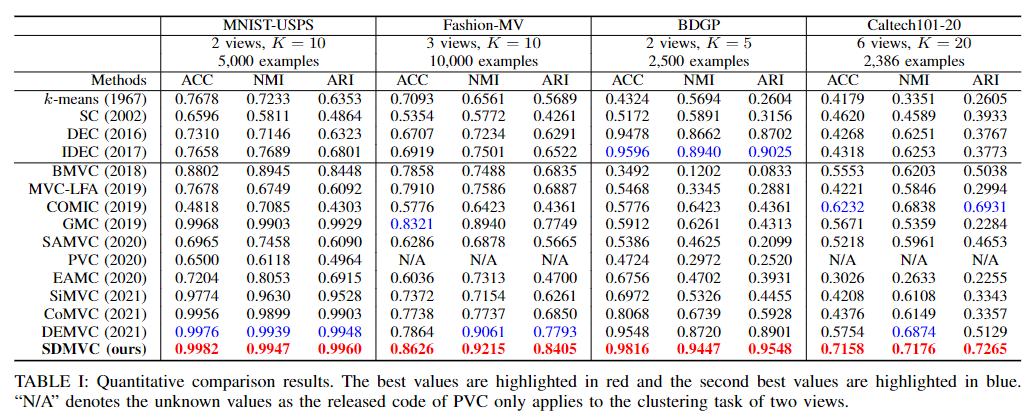 MNIST-USPS Fashion-MV BDGP Caltech101-20
2 views, K = 10 3 views, K = 10 2 views, K = 5 6 views, K = 20
5,000 examples 10,000 examples 2,500 examples 2,386 examples
Methods ACC NMI ARI ACC NMI ARI ACC NMI ARI ACC NMI ARI
k-means (1967) 0.7678 0.7233 0.6353 0.7093 0.6561 0.5689 0.4324 0.5694 0.2604 0.4179 0.3351 0.2605
SC (2002) 0.6596 0.5811 0.4864 0.5354 0.5772 0.4261 0.5172 0.5891 0.3156 0.4620 0.4589 0.3933
DEC (2016) 0.7310 0.7146 0.6323 0.6707 0.7234 0.6291 0.9478 0.8662 0.8702 0.4268 0.6251 0.3767
IDEC (2017) 0.7658 0.7689 0.6801 0.6919 0.7501 0.6522 0.9596 0.8940 0.9025 0.4318 0.6253 0.3773
BMVC (2018) 0.8802 0.8945 0.8448 0.7858 0.7488 0.6835 0.3492 0.1202 0.0833 0.5553 0.6203 0.5038
MVC-LFA (2019) 0.7678 0.6749 0.6092 0.7910 0.7586 0.6887 0.5468 0.3345 0.2881 0.4221 0.5846 0.2994
COMIC (2019) 0.4818 0.7085 0.4303 0.5776 0.6423 0.4361 0.5776 0.6423 0.4361 0.6232 0.6838 0.6931
GMC (2019) 0.9968 0.9903 0.9929 0.8321 0.8940 0.7749 0.5912 0.6261 0.4313 0.5671 0.5359 0.2284
SAMVC (2020) 0.6965 0.7458 0.6090 0.6286 0.6878 0.5665 0.5386 0.4625 0.2099 0.5218 0.5961 0.4653
PVC (2020) 0.6500 0.6118 0.4964 N/A N/A N/A 0.4724 0.2972 0.2520 N/A N/A N/A
EAMC (2020) 0.7204 0.8053 0.6915 0.6036 0.7313 0.4700 0.6756 0.4702 0.3931 0.3026 0.2633 0.2255
SiMVC (2021) 0.9774 0.9630 0.9528 0.7372 0.7154 0.6261 0.6972 0.5326 0.4455 0.4208 0.6108 0.3343
CoMVC (2021) 0.9956 0.9899 0.9903 0.7738 0.7737 0.6850 0.8068 0.6739 0.5928 0.4376 0.6149 0.3357
DEMVC (2021) 0.9976 0.9939 0.9948 0.7864 0.9061 0.7793 0.9548 0.8720 0.8901 0.5754 0.6874 0.5129
SDMVC (ours) 0.9982 0.9947 0.9960 0.8626 0.9215 0.8405 0.9816 0.9447 0.9548 0.7158 0.7176 0.7265
TABLE I: Quantitative comparison results. The best values are highlighted in red and the second best values are highlighted in blue.
“N/A” denotes the unknown values as the released code of PVC only applies to the clustering task of two views.